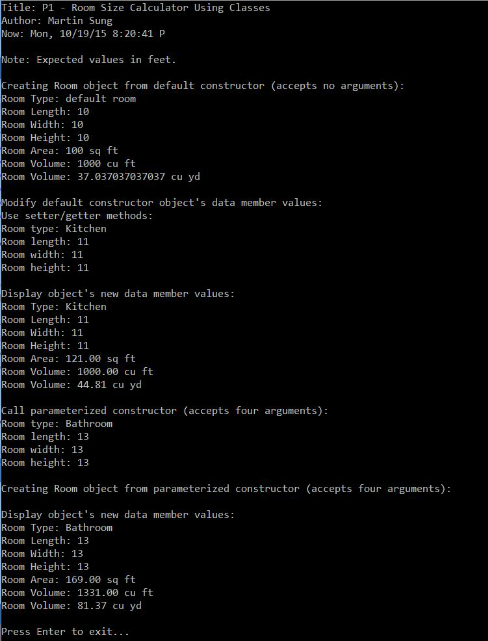 Title: P1 - Room Size Calculator Using Classes
Author: Martin Sung
Now: Mon, 10/19/15 8:20:41 P
Note: Expected values in feet.
Creating Room object from default constructor (accepts no arguments):
Room Type: default room
Room Length: 10
Room Width: 10
Room Height: 10
Room Area: 100 sq ft
Room Volume: 1000 cu ft
Room Volume: 37.037037037037 cu yd
Modify default constructor object's data member values:
Use setter/getter methods:
Room type: Kitchen
Room length: 11
Room width: 11
Room height: 11
Display object's new data member values:
Room Type: Kitchen
Room Length: 11
Room Width: 11
Room Height: 11
Room Area: 121.00 sq ft
Room Volume: 1000.00 cu ft
Room Volume: 44.81 cu yd
Call parameterized constructor (accepts four arguments):
Room type: Bathroom
Room length: 13
Room width: 13
Room height: 13
Creating Room object from parameterized constructor (accepts four arguments):
Display object's new data member values:
Room Type: Bathroom
Room Length: 13
Room Width: 13
Room Height: 13
Room Area: 169.00 sq ft
Room Volume: 1331.00 cu ft
Room Volume: 81.37 cu yd
Press Enter to exit...